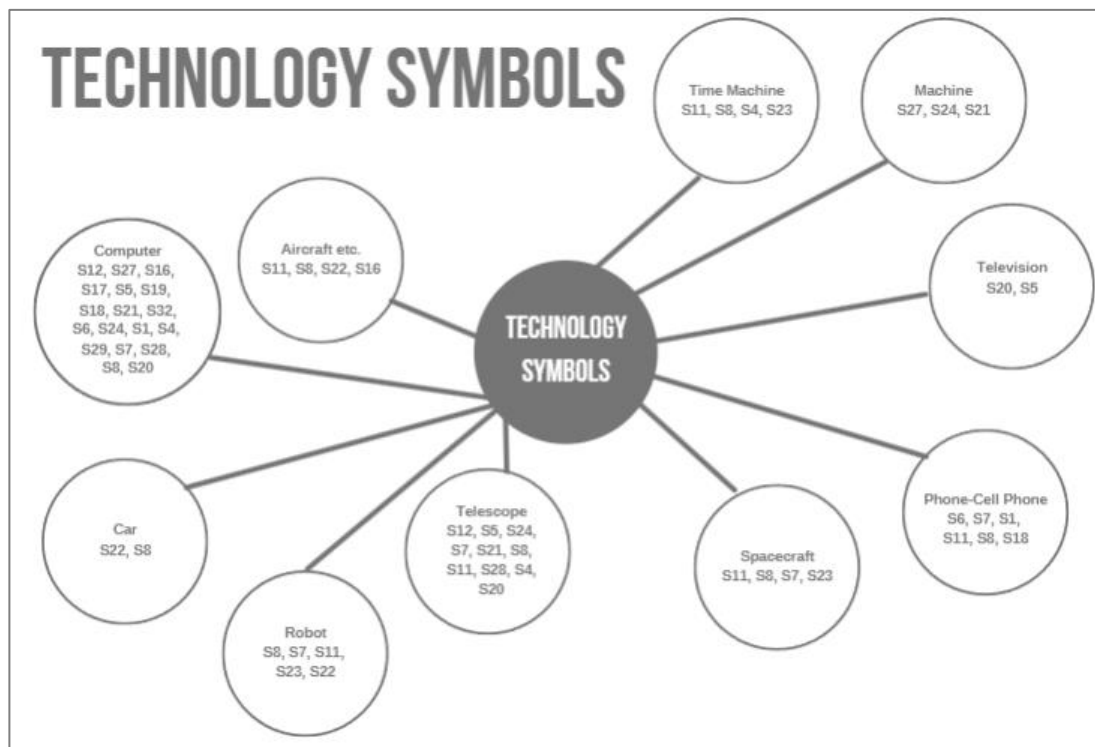 TECHNOLOGY SYMBOLS
Time Machine
S11, S8, S4, S23
Machine
S27, S24, S21
Aircraft etc.
S11, S8, S22, S16
Computer
S12, S27, S16,
S17, S5, S19,
S18, S21, S32,
S6, S24, S1, S4,
S29, S7, S28,
S8, S20
Television
S20, S5
TECHNOLOGY
SYMBOLS
Car
S22, S8
Telescope
S12, S5, S24,
S7, S21, S8,
S11, S28, S4,
S20
Spacecraft
S11, S8, S7, S23
Phone-Cell Phone
S6, S7, S1,
S11, S8, S18
Robot
S8, S7, S11,
S23, S22